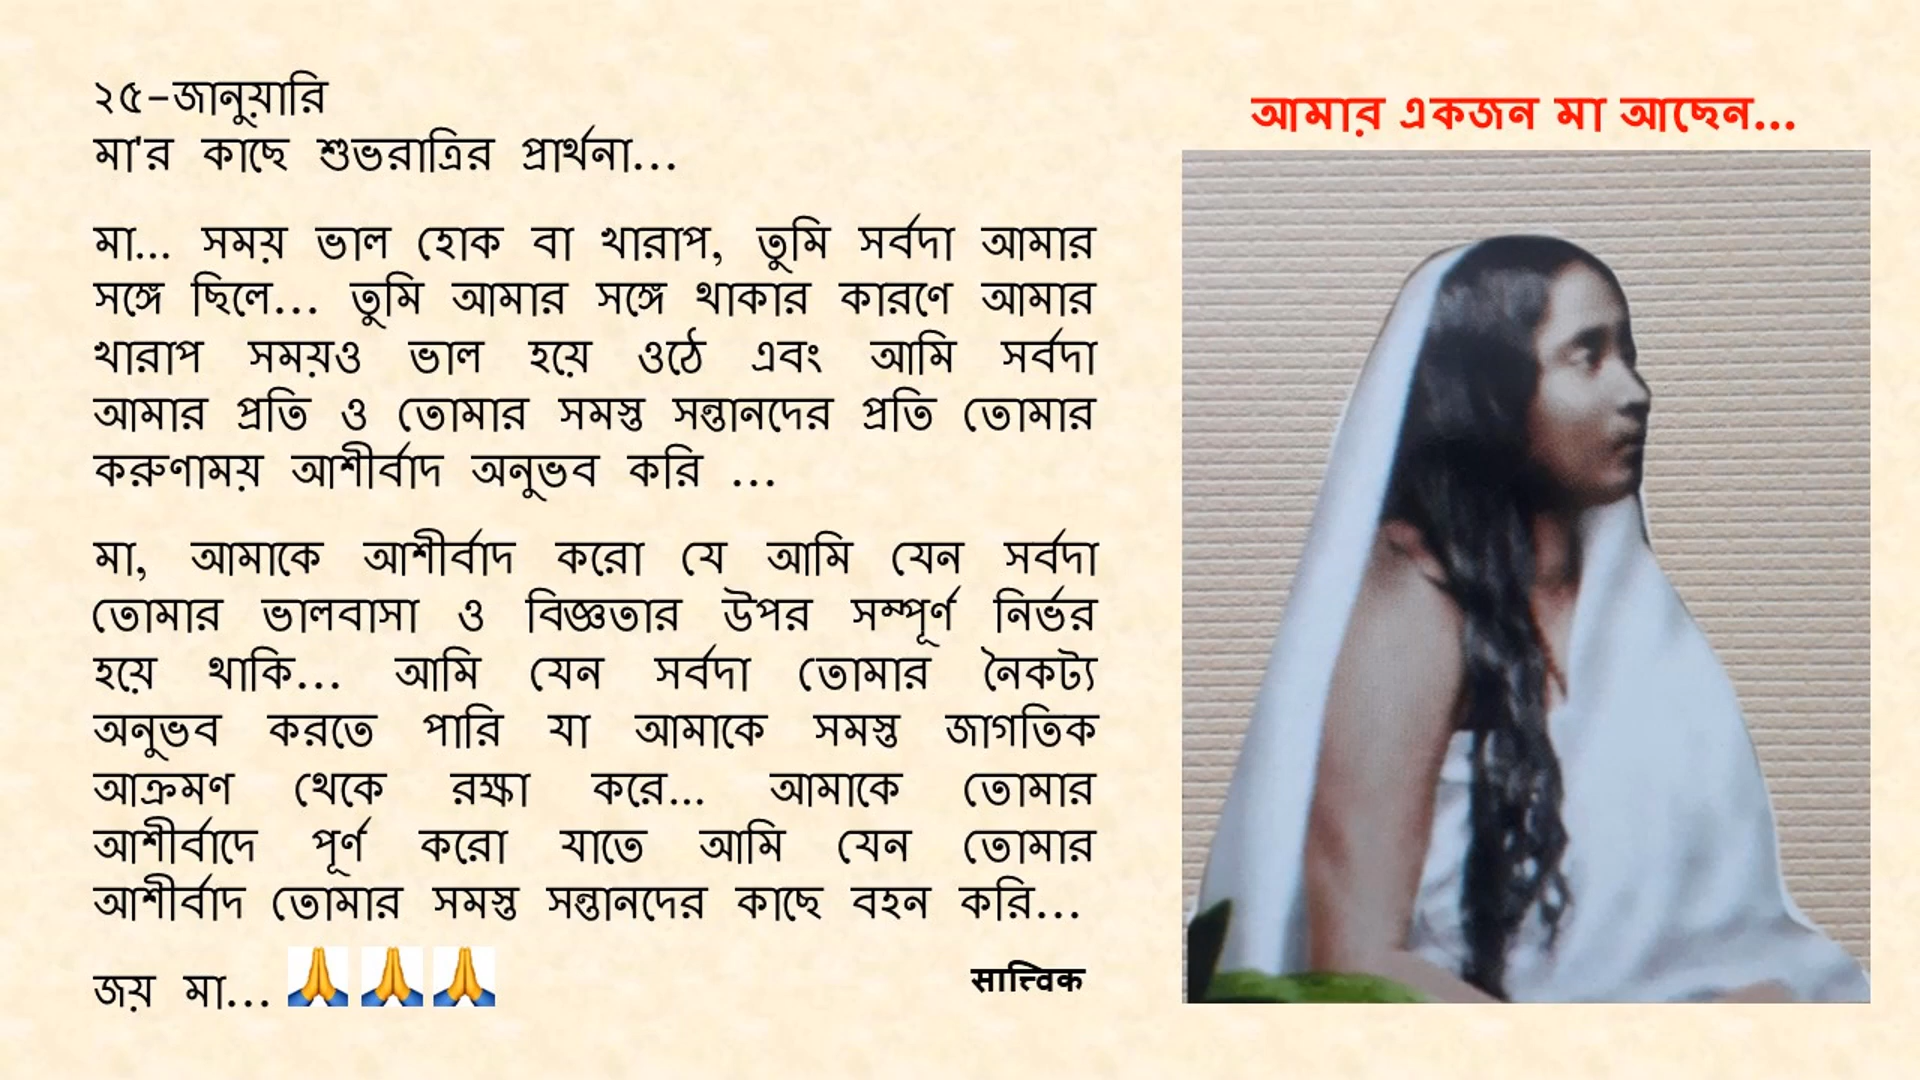 ২৫-জানুয়ারি
মা'র কাছে শুভরাত্রির প্রার্থনা...
মা... সময় ভাল হোক বা খারাপ, তুমি সর্বদা আমার
সঙ্গে ছিলে... তুমি আমার সঙ্গে থাকার কারণে আমার
খারাপ সময়ও ভাল হয়ে ওঠে এবং আমি সর্বদা
আমার প্রতি ও তোমার সমস্ত সন্তানদের প্রতি তোমার
করুণাময় আশীর্বাদ অনুভব করি ...
মা, আমাকে আশীর্বাদ করো যে আমি যেন সর্বদা
তোমার ভালবাসা ও বিজ্ঞতার উপর সম্পূর্ণ নির্ভর
হয়ে থাকি... আমি যেন সর্বদা তোমার নৈকট্য
অনুভব করতে পারি যা আমাকে সমস্ত জাগতিক
আক্রমণ থেকে রক্ষা করে... আমাকে তোমার
আশীর্বাদে পূর্ণ করো যাতে আমি যেন তোমার
আশীর্বাদ তোমার সমস্ত সন্তানদের কাছে বহন করি...
জয় মা... 🙏🙏🙏
सात्त्विक
আমার একজন মা আছেন...